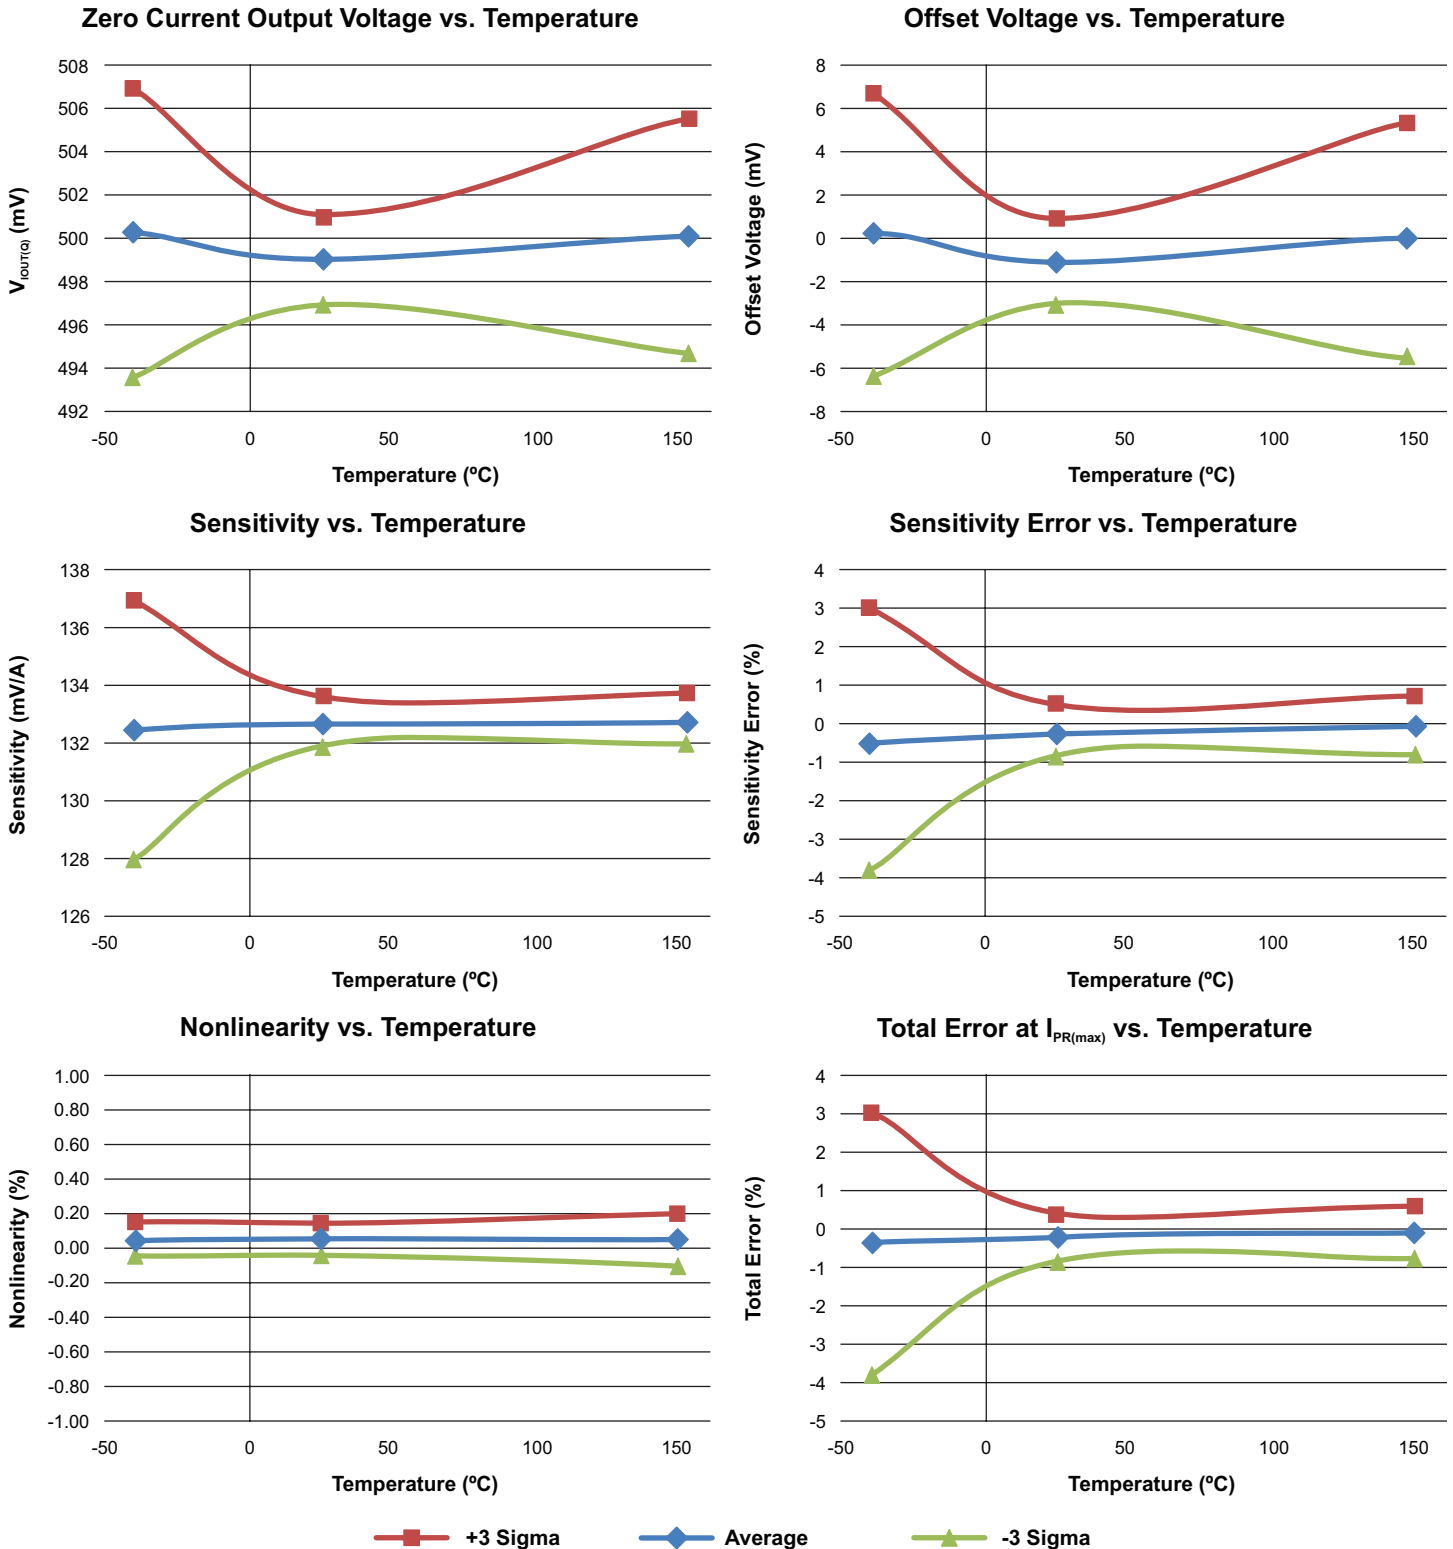 Zero Current Output Voltage vs. Temperature
508
506
504
502
500
498
496
494
492
VIOUT(Q) (mV)
-50 0 50 100 150
Temperature (ºC)
Offset Voltage vs. Temperature
8
6
4
2
0
-2
-4
-6
-8
Offset Voltage (mV)
-50 0 50 100 150
Temperature (ºC)
Sensitivity vs. Temperature
138
136
134
132
130
128
126
Sensitivity (mV/A)
-50 0 50 100 150
Temperature (ºC)
Sensitivity Error vs. Temperature
4
3
2
1
0
-1
-2
-3
-4
-5
Sensitivity Error (%)
-50 0 50 100 150
Temperature (ºC)
Nonlinearity vs. Temperature
1.00
0.80
0.60
0.40
0.20
0.00
-0.20
-0.40
-0.60
-0.80
-1.00
Nonlinearity (%)
-50 0 50 100 150
Temperature (ºC)
Total Error at IPR(max) vs. Temperature
4
3
2
1
0
-1
-2
-3
-4
-5
Total Error (%)
-50 0 50 100 150
Temperature (ºC)
+3 Sigma Average -3 Sigma